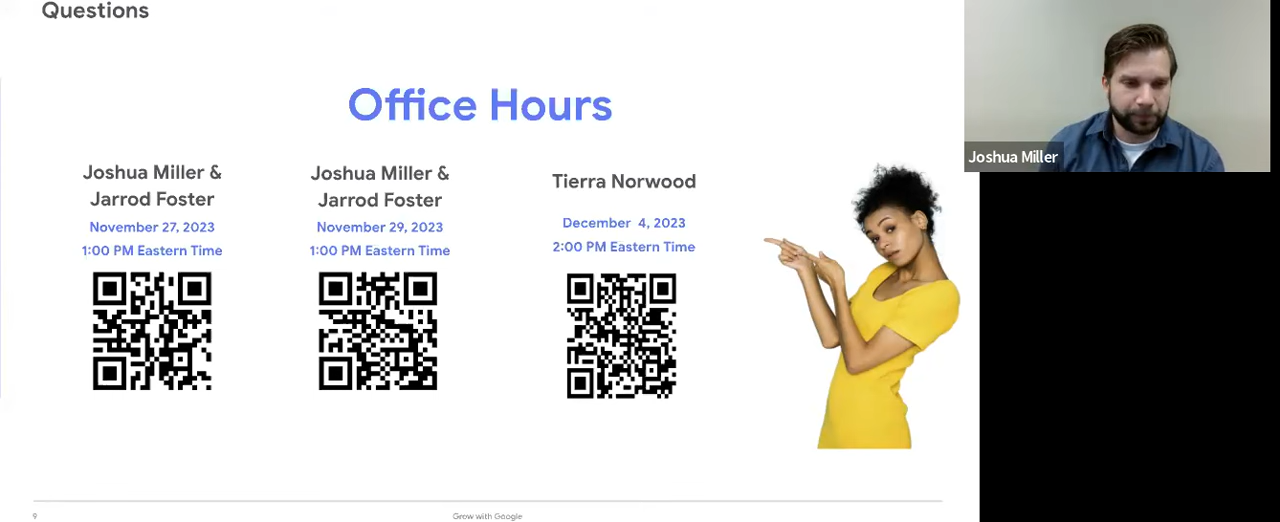 Questions
Office Hours
Joshua Miller &
Jarrod Foster
November 27, 2023
1:00 PM Eastern Time
Joshua Miller &
Jarrod Foster
November 29, 2023
1:00 PM Eastern Time
Tierra Norwood
December 4, 2023
2:00 PM Eastern Time
Joshua Miller
9
Grow with Google